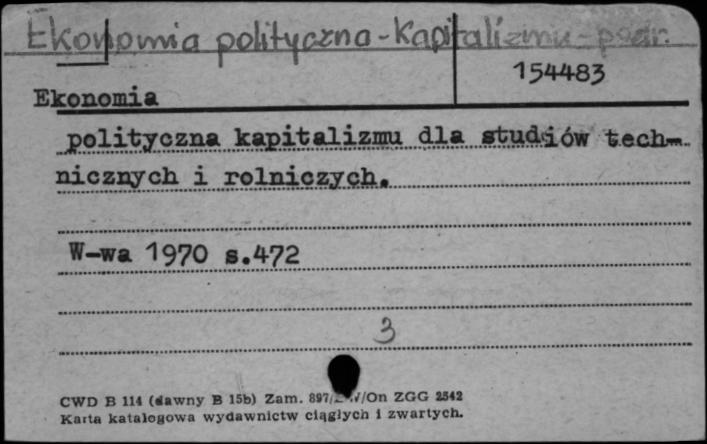 Ekonomia polityczna - Kapitalizmu - podr.
154483
Ekonomia
polityczna kapitalizmu dla studiów tech-
nicznych i rolniczych.
W-wa 1970 s.472
3
CWD B 114 (dawny B 15b) Zam. 897/ /On ZGG 2542
Karta katalogowa wydawnictw ciągłych i zwartych.